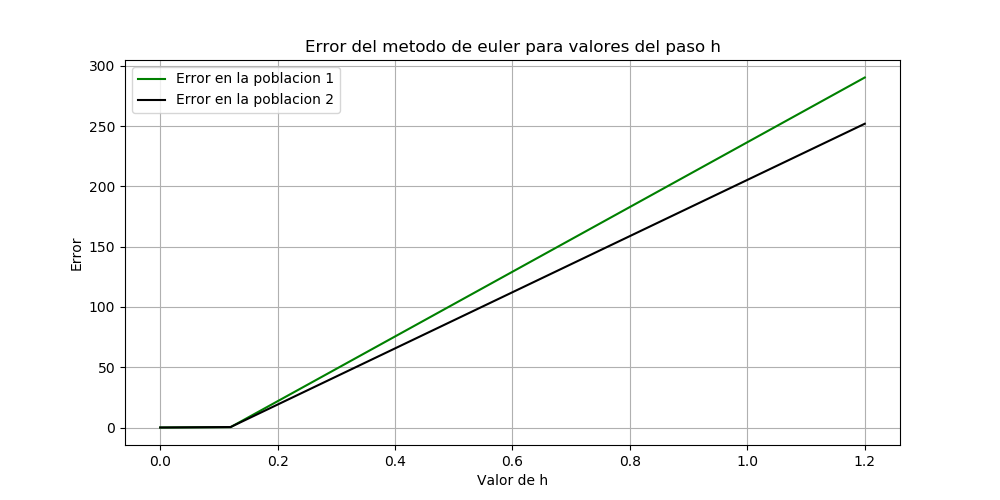 Error del metodo de euler para valores del paso h
Error en la poblacion 1
Error en la poblacion 2
300
250
200
150
100
50
0
Error
0.0 0.2 0.4 0.6 0.8 1.0 1.2
Valor de h